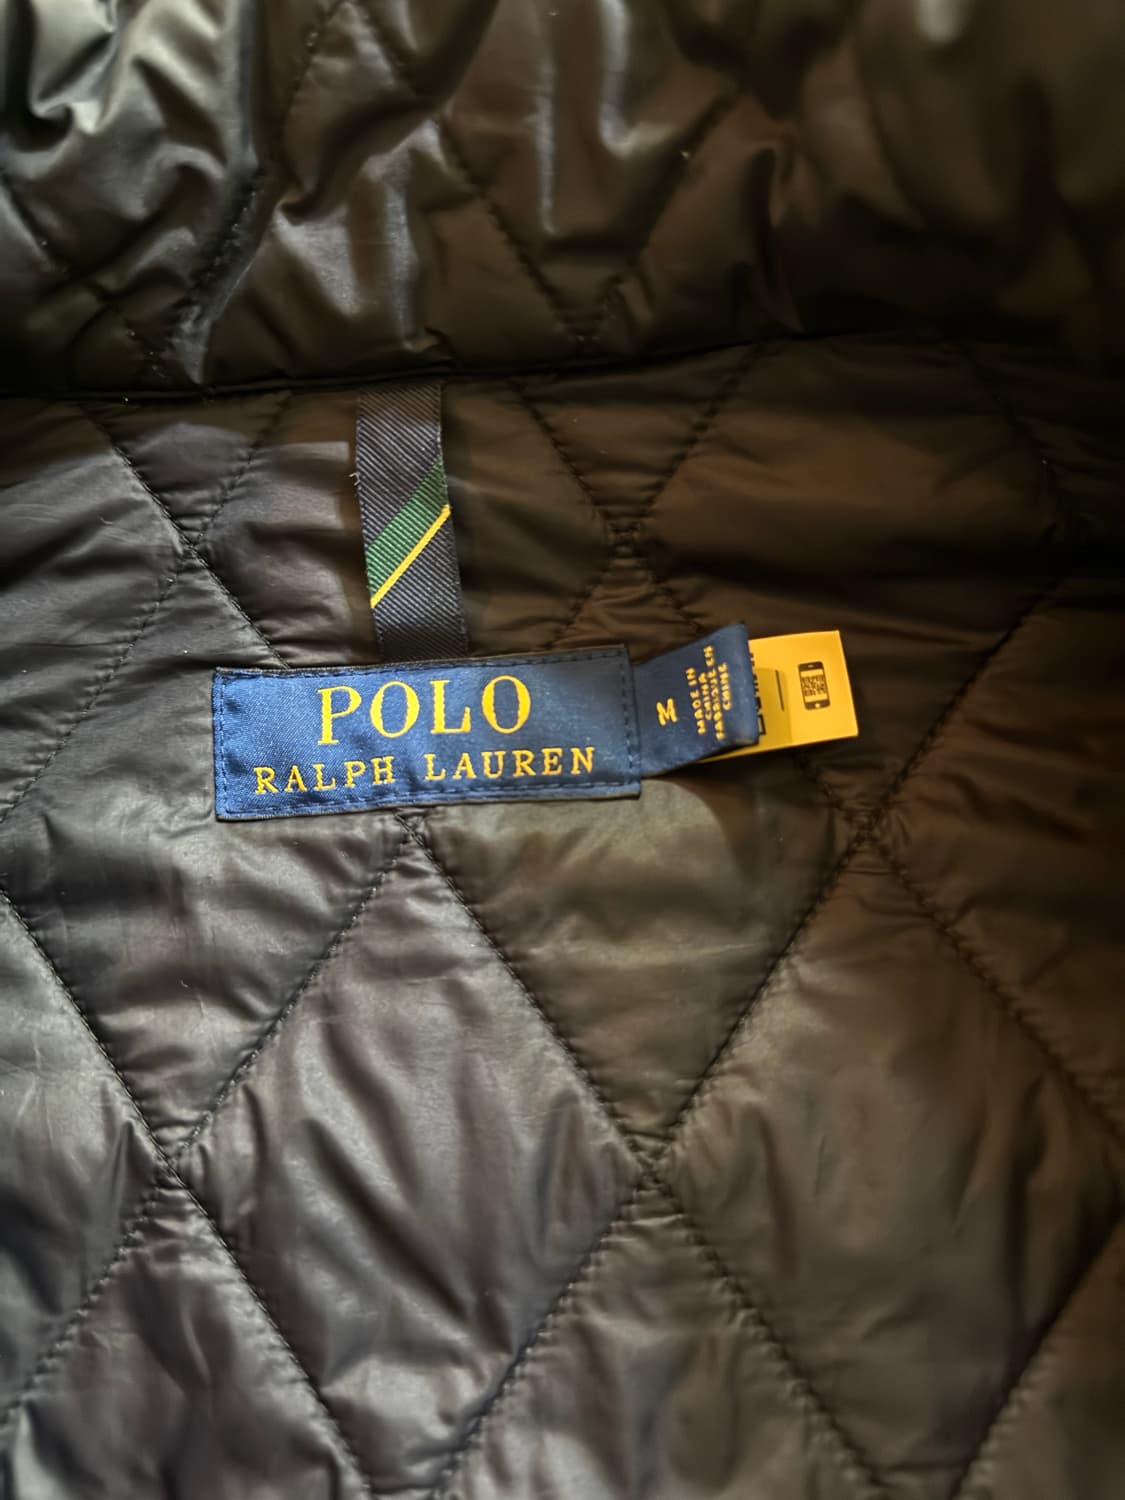 POLO
RALPH LAUREN
M
MADE IN
CHINA
FABRIQUÉ EN
CHINE